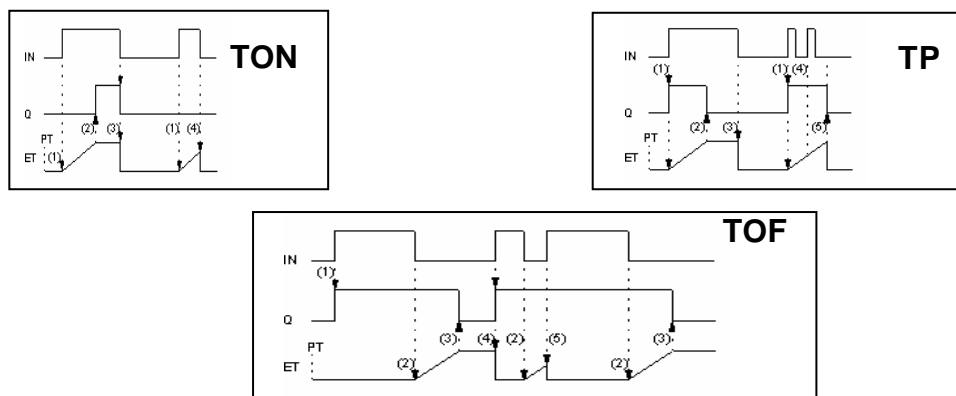 TON
IN
Q
(2) (3) (1) (4)
PT
(1)
ET
TP
IN
(1) (1) (4)
Q
(2) (3) (5)
PT
ET
TOF
IN
(1)
Q
(3) (4) (2) (5) (3)
PT
(2) (2)
ET